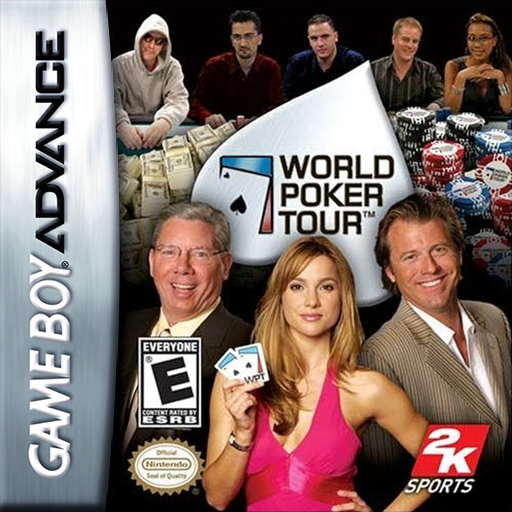 GAME BOY ADVANCE
WORLD
POKER
TOUR™
EVERYONE
E
CONTENT RATED BY
ESRB
WPT
Official
Nintendo
Seal of Quality
2K
SPORTS